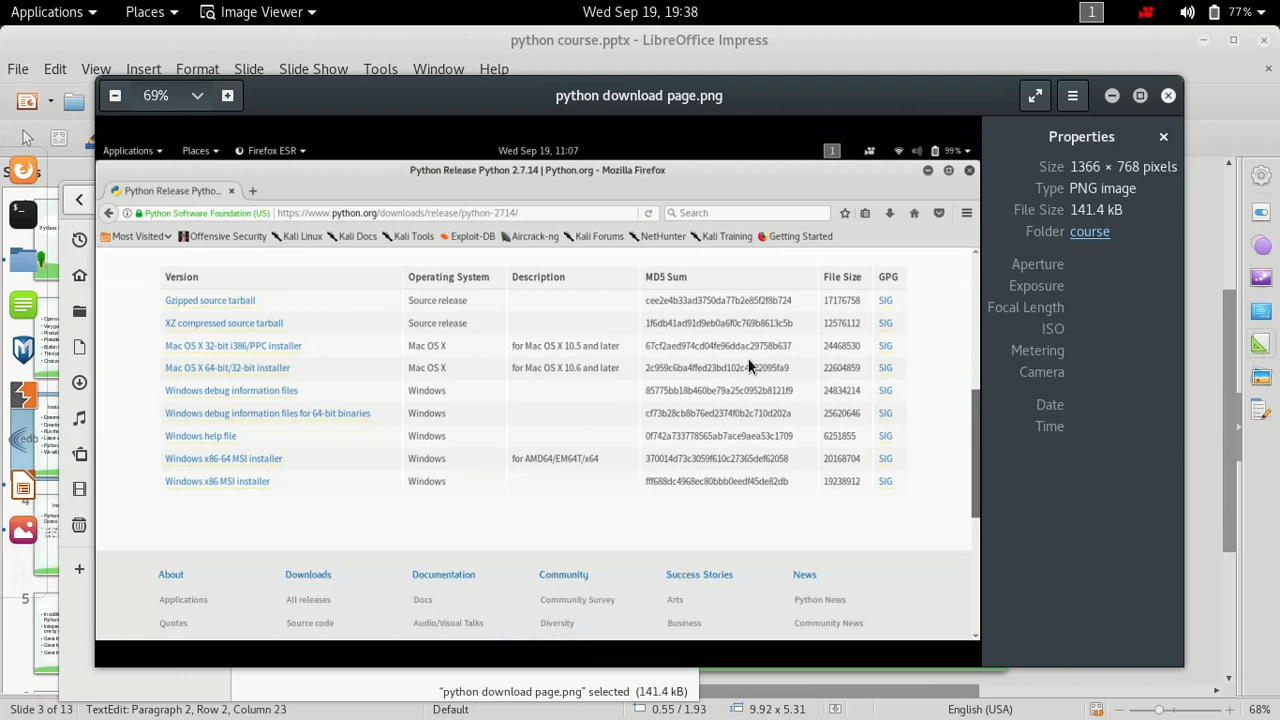 Applications Places Image Viewer Wed Sep 19, 19:38 1 77%
python course.pptx - LibreOffice Impress
File Edit View Insert Format Slide Slide Show Tools Window Help
69% python download page.png
Properties
Size 1366 × 768 pixels
Type PNG image
File Size 141.4 kB
Folder course
Aperture
Exposure
Focal Length
ISO
Metering
Camera
Date
Time
Applications Places Firefox ESR Wed Sep 19, 11:07 1 99%
Python Release Python 2.7.14 | Python.org - Mozilla Firefox
Python Release Pytho...
Python Software Foundation (US) https://www.python.org/downloads/release/python-2714/ Search
Most Visited Offensive Security Kali Linux Kali Docs Kali Tools Exploit-DB Aircrack-ng Kali Forums NetHunter Kali Training Getting Started
Version Operating System Description MD5 Sum File Size GPG
Gzipped source tarball Source release cee2e4b33ad3750da77b2e85f2f8b724 17176758 SIG
XZ compressed source tarball Source release 1f6db41ad91d9eb0a6f0c769b8613c5b 12576112 SIG
Mac OS X 32-bit i386/PPC installer Mac OS X for Mac OS X 10.5 and later 67cf2aed974cd04fe96ddac29758b637 24468530 SIG
Mac OS X 64-bit/32-bit installer Mac OS X for Mac OS X 10.6 and later 22604859 SIG
Windows debug information files Windows 85775bb18b460be79a25c0952b8121f9 24834214 SIG
Windows debug information files for 64-bit binaries Windows cf73b28cb8b76ed2374f0b2c710d202a 25620646 SIG
Windows help file Windows 0f742a733778565ab7ace9aea53c1709 6251855 SIG
Windows x86-64 MSI installer Windows for AMD64/EM64T/x64 370014d73c3059f610c27365def62058 20168704 SIG
Windows x86 MSI installer Windows fff688dc4968ec80bbb0eedf45de82db 19238912 SIG
About Downloads Documentation Community Success Stories News
Applications All releases Docs Community Survey Arts Python News
Quotes Source code Audio/Visual Talks Diversity Business Community News
5
"python download page.png" selected (141.4 kB)
Slide 3 of 13 TextEdit: Paragraph 2, Row 2, Column 23 Default 0.55 / 1.93 9.92 x 5.31 English (USA) 68%